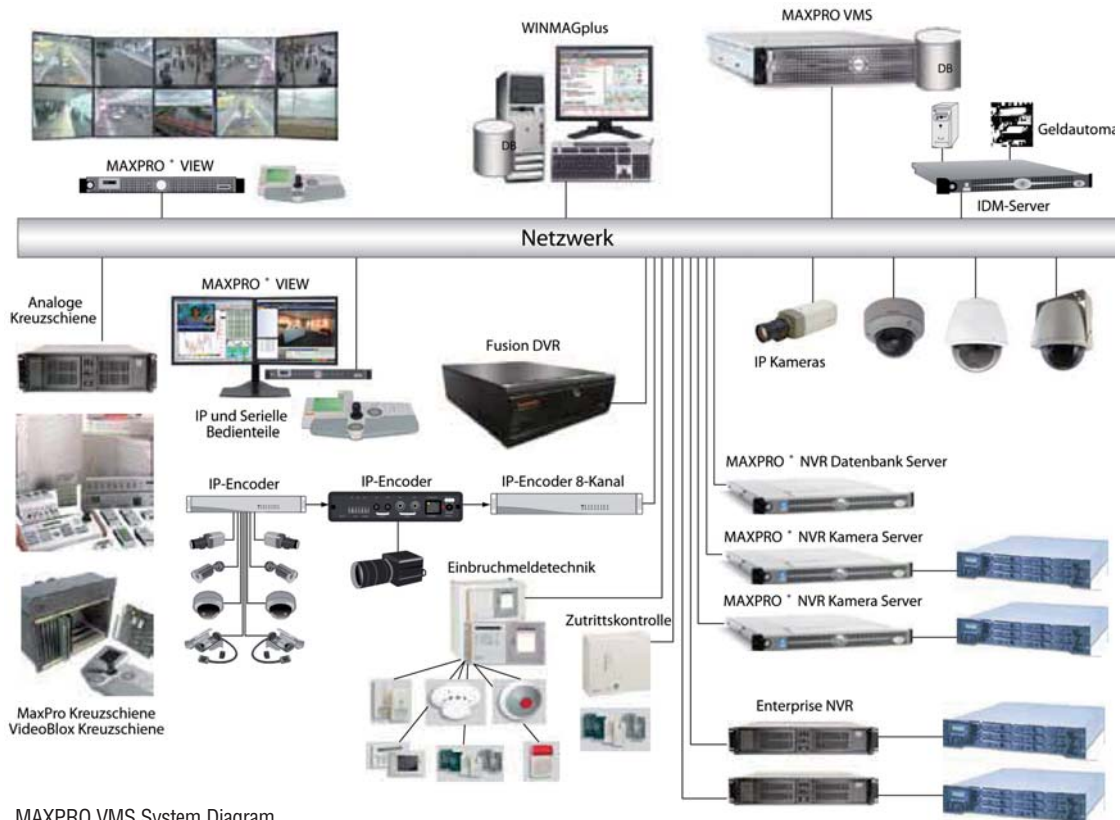 MAXPRO VMS
WINMAGplus
DB
DB
Geldautoma
MAXPRO * VIEW
IDM-Server
Netzwerk
MAXPRO * VIEW
Analoge
Kreuzschiene
Fusion DVR
IP Kameras
IP und Serielle
Bedienteile
MAXPRO * NVR Datenbank Server
IP-Encoder
IP-Encoder
IP-Encoder 8-Kanal
MAXPRO * NVR Kamera Server
Einbruchmeldetechnik
MAXPRO * NVR Kamera Server
Zutrittskontrolle
MaxPro Kreuzschiene
VideoBlox Kreuzschiene
Enterprise NVR
MAXPRO VMS System Diagram